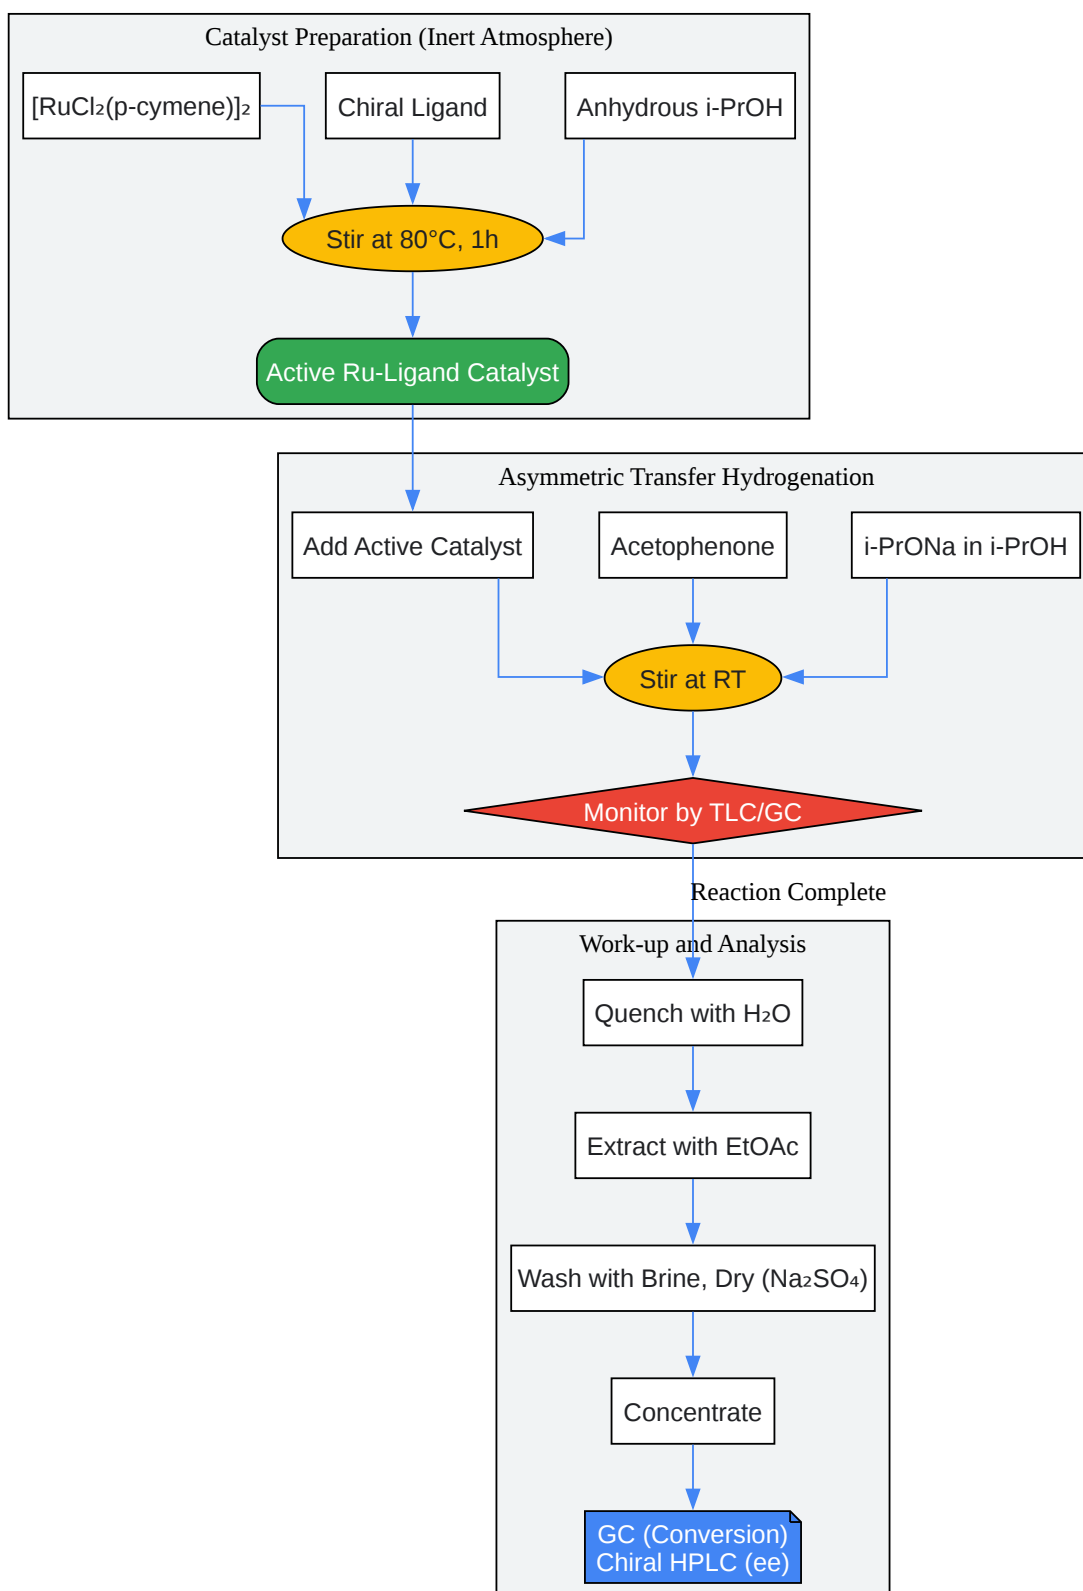 Catalyst Preparation (Inert Atmosphere)
[RuCl₂(p-cymene)]₂
Chiral Ligand
Anhydrous i-PrOH
Stir at 80°C, 1h
Active Ru-Ligand Catalyst
Asymmetric Transfer Hydrogenation
Add Active Catalyst
Acetophenone
i-PrONa in i-PrOH
Stir at RT
Monitor by TLC/GC
Reaction Complete
Work-up and Analysis
Quench with H₂O
Extract with EtOAc
Wash with Brine, Dry (Na₂SO₄)
Concentrate
GC (Conversion)
Chiral HPLC (ee)